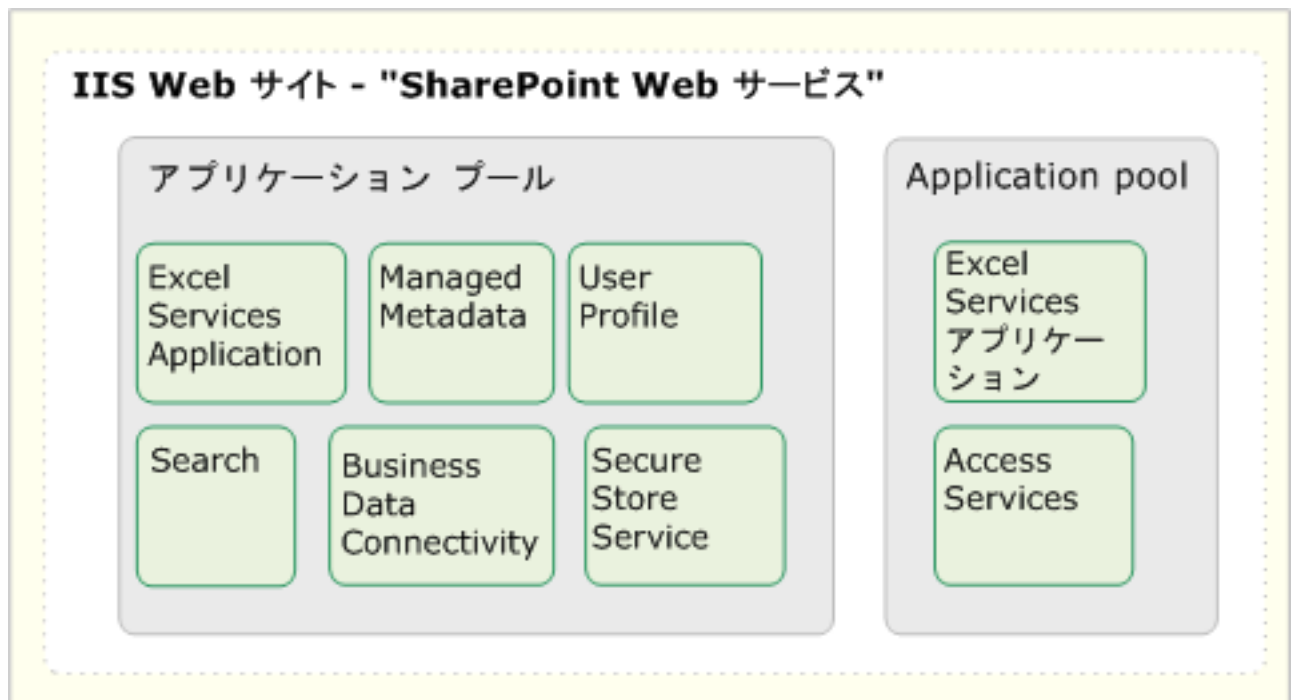 IIS Web サイト - "SharePoint Web サービス"
アプリケーション プール
Excel
Services
Application
Managed
Metadata
User
Profile
Search
Business
Data
Connectivity
Secure
Store
Service
Application pool
Excel
Services
アプリケー
ション
Access
Services